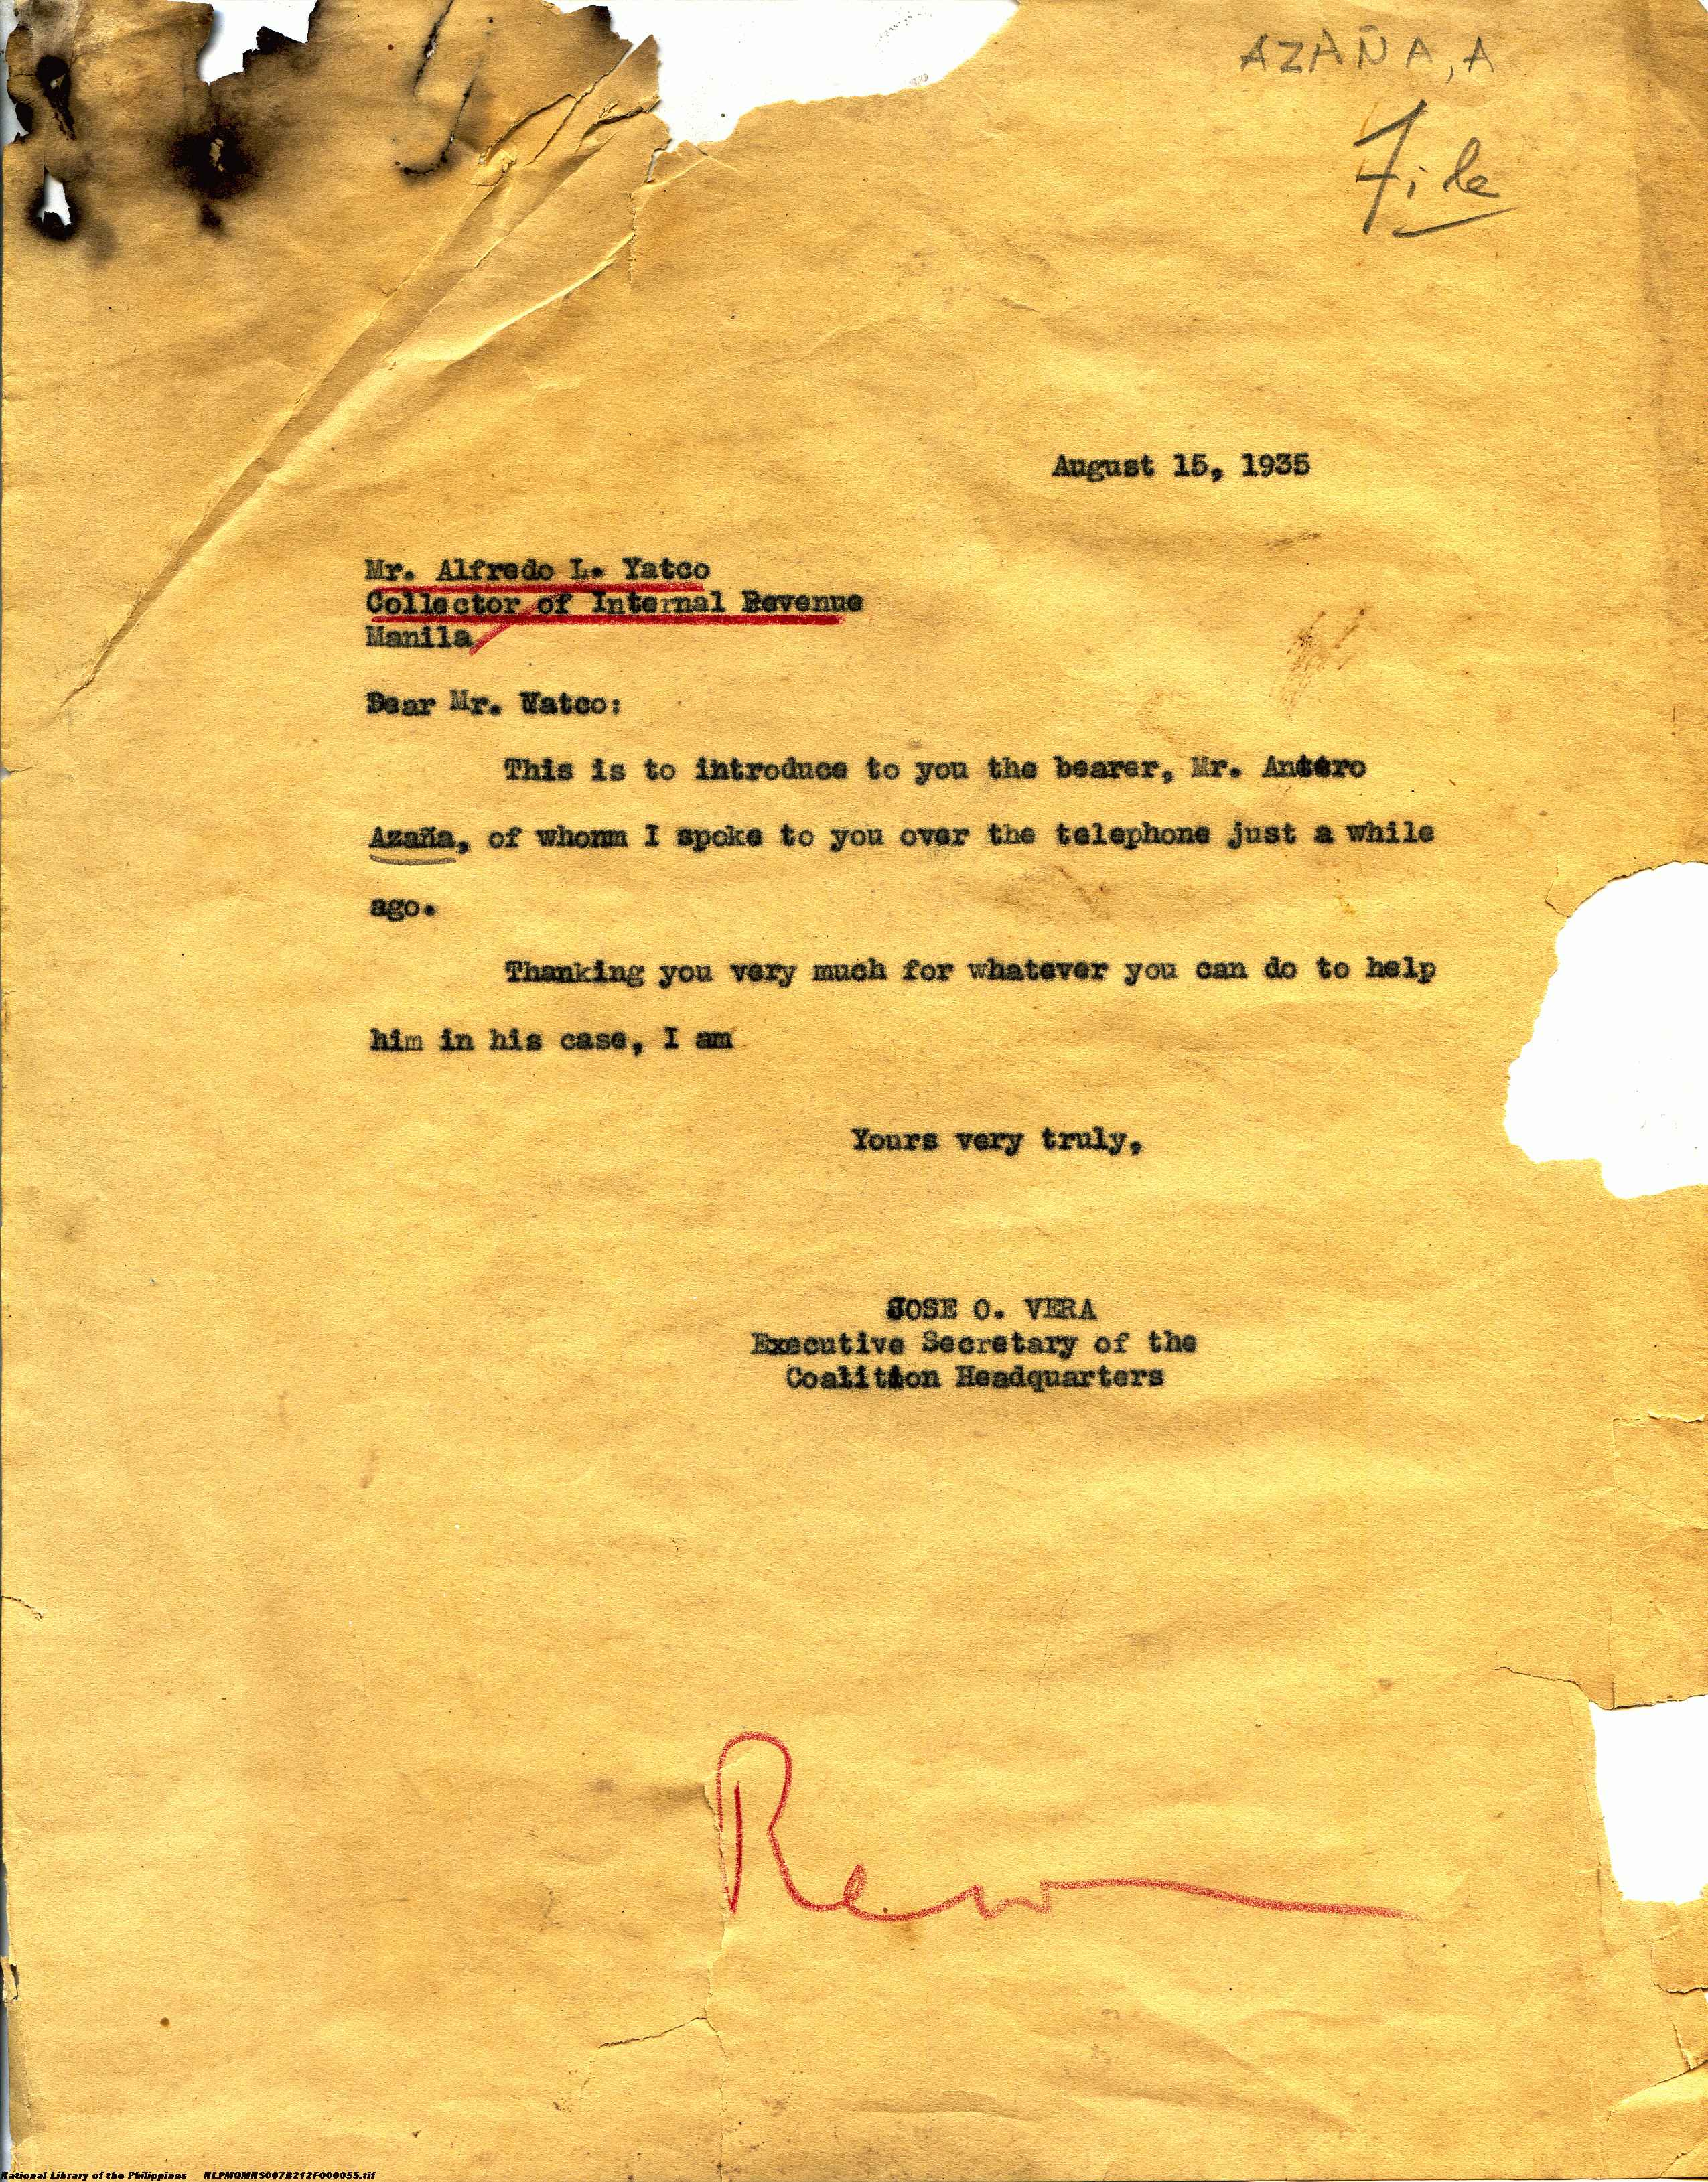 AZAÑA, A
File
August 15, 1935
Mr. Alfredo L. Yatco
Collector of Internal Revenue
Manila
Dear Mr. Yatco:
This is to introduce to you the bearer, Mr. Antero
Azaña, of whonm I spoke to you over the telephone just a while
ago.
Thanking you very much for whatever you can do to help
him in his case, I am
Yours very truly,
JOSE O. VERA
Executive Secretary of the
Coalition Headquarters
National Library of the Philippines NLPMQMNS007B212F000055.tif